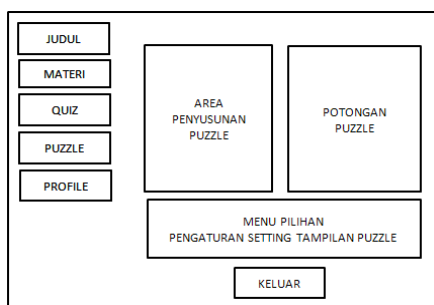 JUDUL
MATERI
QUIZ
PUZZLE
PROFILE
AREA
PENYUSUNAN
PUZZLE
POTONGAN
PUZZLE
MENU PILIHAN
PENGATURAN SETTING TAMPILAN PUZZLE
KELUAR